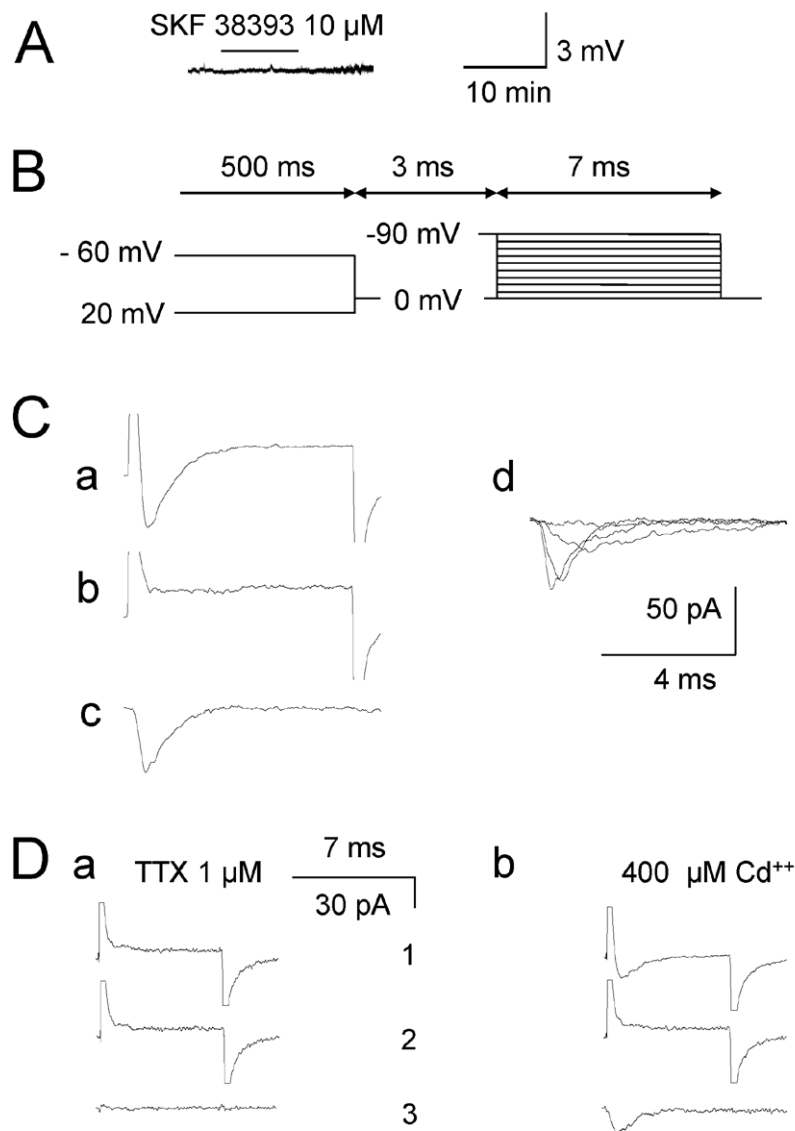 A
SKF 38393 10 µM
3 mV
10 min
B
500 ms 3 ms 7 ms
- 60 mV
-90 mV
20 mV
0 mV
C
a
d
b
50 pA
4 ms
c
D a TTX 1 µM 7 ms b 400 µM Cd++
30 pA
1
2
3